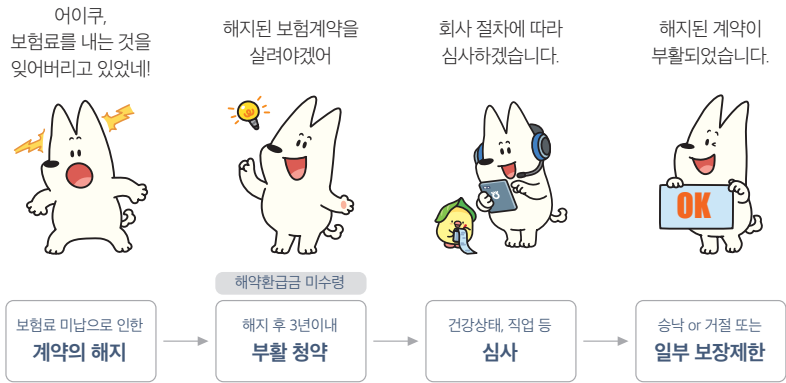 어이쿠,
보험료를 내는 것을
잊어버리고 있었네!
해지된 보험계약을
살려야겠어
회사 절차에 따라
심사하겠습니다.
해지된 계약이
부활되었습니다.
OK
해약환급금 미수령
보험료 미납으로 인한
계약의 해지
해지 후 3년이내
부활 청약
건강상태, 직업 등
심사
승낙 or 거절 또는
일부 보장제한